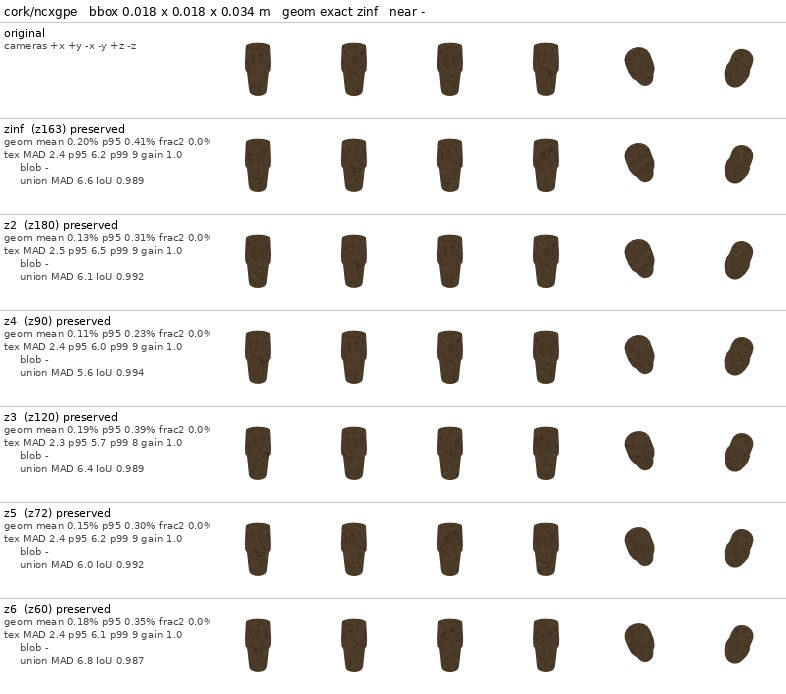 cork/ncxgpe   bbox 0.018 x 0.018 x 0.034 m   geom exact zinf   near -
original
cameras +x +y -x -y +z -z
zinf  (z163) preserved
geom mean 0.20% p95 0.41% frac2 0.0%
tex MAD 2.4 p95 6.2 p99 9 gain 1.0
blob -
union MAD 6.6 IoU 0.989
z2  (z180) preserved
geom mean 0.13% p95 0.31% frac2 0.0%
tex MAD 2.5 p95 6.5 p99 9 gain 1.0
blob -
union MAD 6.1 IoU 0.992
z4  (z90) preserved
geom mean 0.11% p95 0.23% frac2 0.0%
tex MAD 2.4 p95 6.0 p99 9 gain 1.0
blob -
union MAD 5.6 IoU 0.994
z3  (z120) preserved
geom mean 0.19% p95 0.39% frac2 0.0%
tex MAD 2.3 p95 5.7 p99 8 gain 1.0
blob -
union MAD 6.4 IoU 0.989
z5  (z72) preserved
geom mean 0.15% p95 0.30% frac2 0.0%
tex MAD 2.4 p95 6.2 p99 9 gain 1.0
blob -
union MAD 6.0 IoU 0.992
z6  (z60) preserved
geom mean 0.18% p95 0.35% frac2 0.0%
tex MAD 2.4 p95 6.1 p99 9 gain 1.0
blob -
union MAD 6.8 IoU 0.987